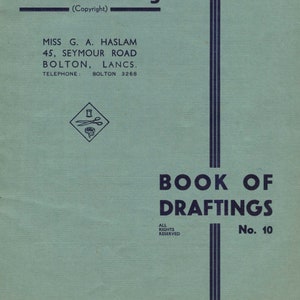 (Copyright)
MISS G. A. HASLAM
45, SEYMOUR ROAD
BOLTON, LANCS.
TELEPHONE: BOLTON 3268
BOOK OF
DRAFTINGS
ALL
RIGHTS
RESERVED
No. 10